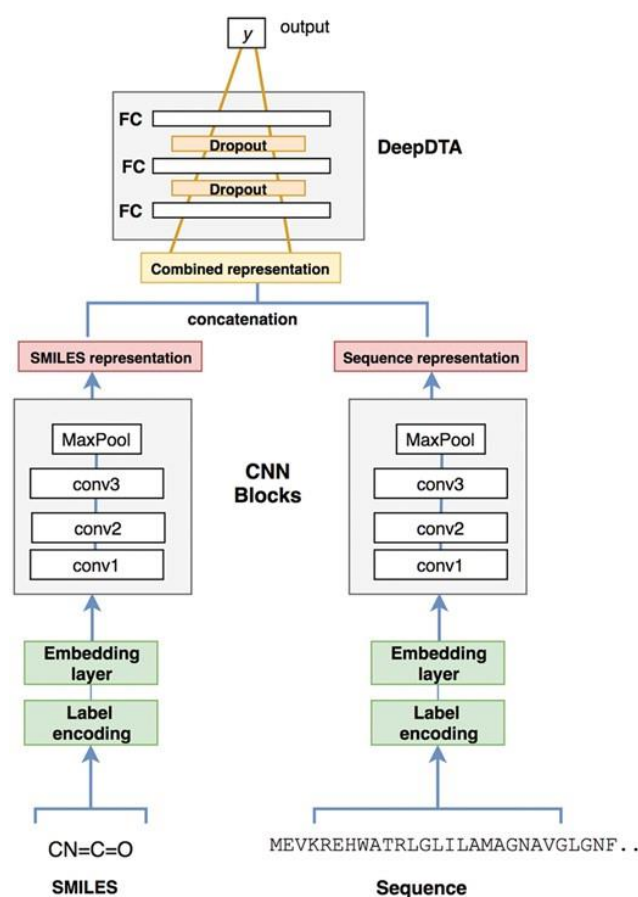 y output
FC
Dropout
DeepDTA
FC
Dropout
FC
Combined representation
concatenation
SMILES representation
Sequence representation
MaxPool
conv3
conv2
conv1
CNN
Blocks
MaxPool
conv3
conv2
conv1
Embedding
layer
Label
encoding
Embedding
layer
Label
encoding
CN=C=O
MEVKREHWATRLGLILAMAGNAVGLGNF..
SMILES
Sequence